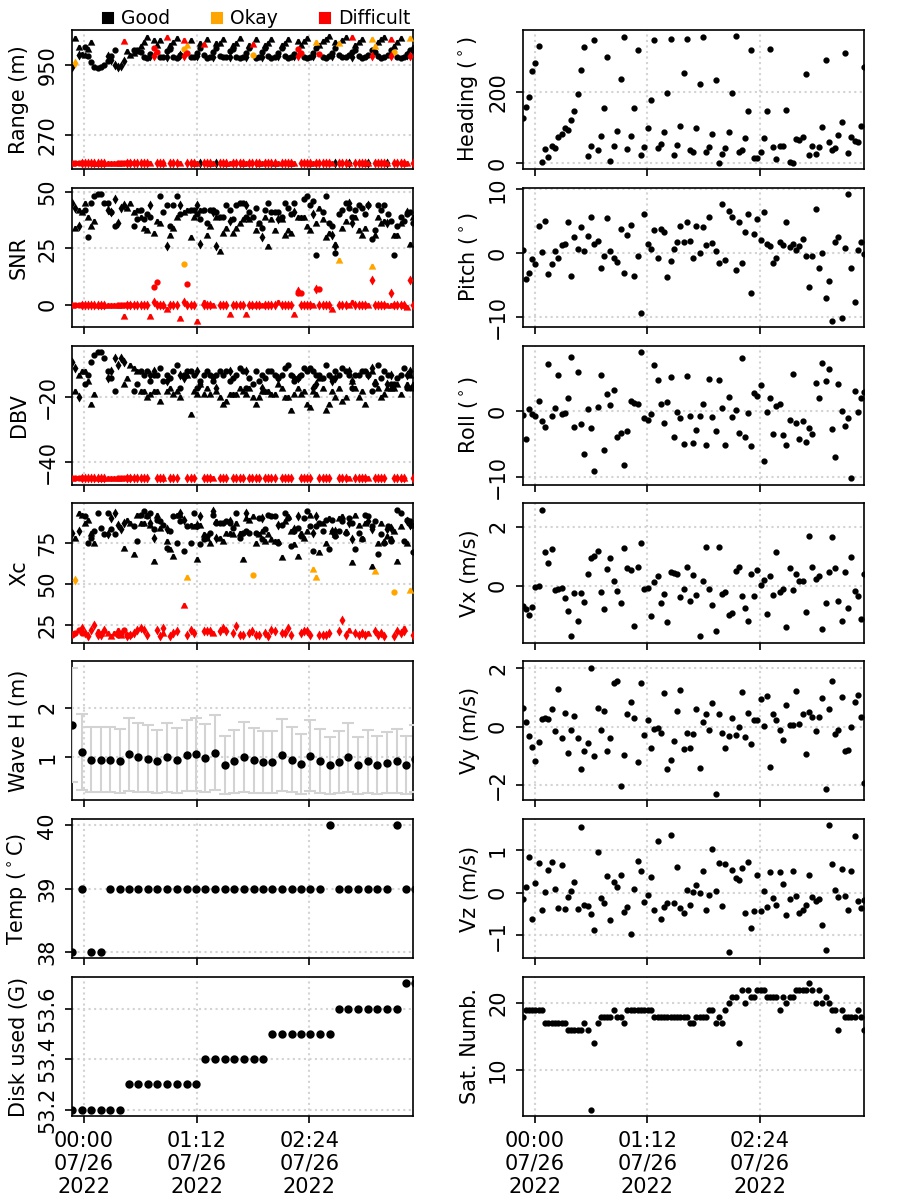 Good Okay Difficult
Range (m)
950
270
Heading (°)
200
0
SNR
50
25
0
Pitch (°)
10
0
−10
DBV
−20
−40
Roll (°)
0
−10
Xc
75
50
25
Vx (m/s)
2
0
Wave H (m)
2
1
Vy (m/s)
2
0
−2
Temp (°C)
40
39
38
Vz (m/s)
1
0
−1
Disk used (G)
53.6
53.4
53.2
Sat. Numb.
20
10
00:00 01:12 02:24
07/26 07/26 07/26
2022 2022 2022
00:00 01:12 02:24
07/26 07/26 07/26
2022 2022 2022